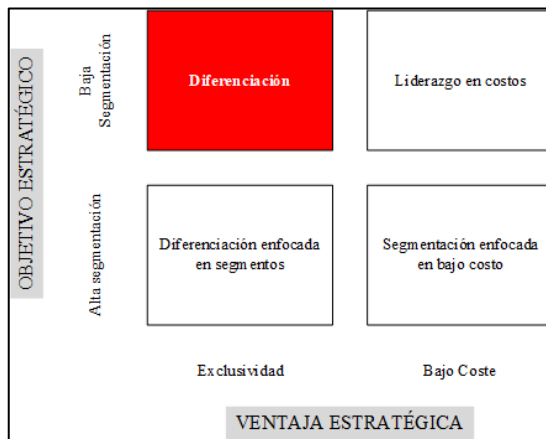 OBJETIVO ESTRATÉGICO
Baja
Segmentación
Diferenciación
Liderazgo en costos
Alta segmentación
Diferenciación enfocada
en segmentos
Segmentación enfocada
en bajo costo
Exclusividad
Bajo Coste
VENTAJA ESTRATÉGICA